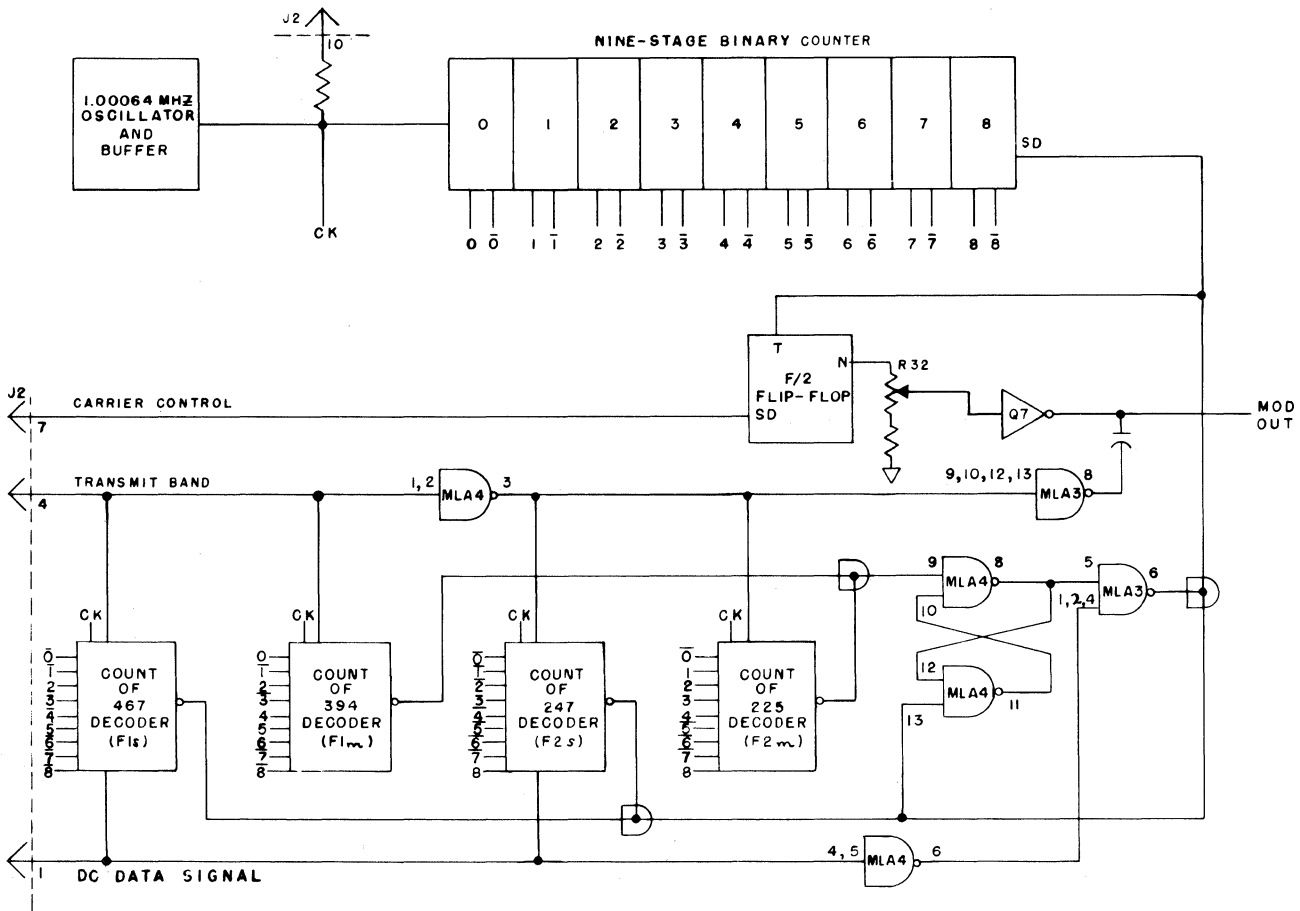 J2
10
NINE-STAGE BINARY COUNTER
1.00064 MHZ
OSCILLATOR
AND
BUFFER
0 1 2 3 4 5 6 7 8
SD
CK
0 0̅ 1 1̅ 2 2̅ 3 3̅ 4 4̅ 5 5̅ 6 6̅ 7 7̅ 8 8̅
T
N
R32
F/2
FLIP-FLOP
SD
J2
CARRIER CONTROL
7
Q7
MOD
OUT
TRANSMIT BAND
4
1, 2
MLA4
3
9, 10, 12, 13
MLA3
8
9
MLA4
8
10
5
1, 2, 4
MLA3
6
12
MLA4
13
11
CK
COUNT
OF
467
DECODER
(F1s)
CK
COUNT
OF
394
DECODER
(F1m)
CK
COUNT
OF
247
DECODER
(F2s)
CK
COUNT
OF
225
DECODER
(F2m)
4, 5
MLA4
6
1
DC DATA SIGNAL